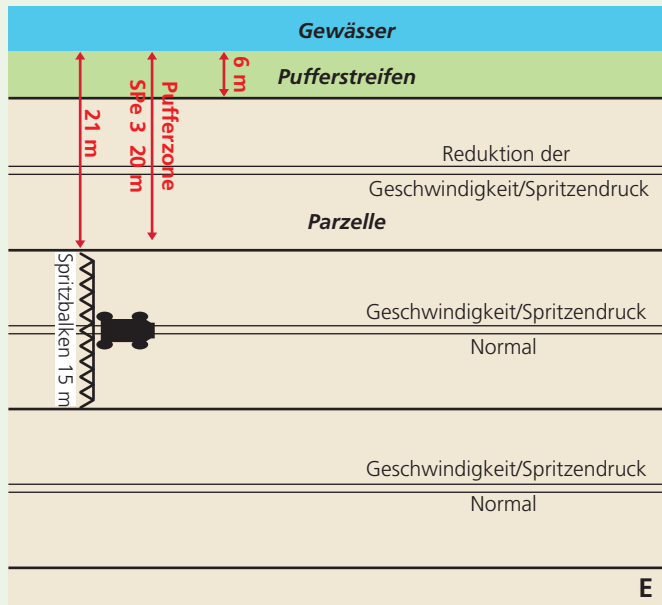 Gewässer
6 m
Pufferstreifen
Pufferzone
SPe 3 20 m
21 m
Reduktion der
Geschwindigkeit/Spritzendruck
Parzelle
Spritzbalken 15 m
Geschwindigkeit/Spritzendruck
Normal
Geschwindigkeit/Spritzendruck
Normal
E